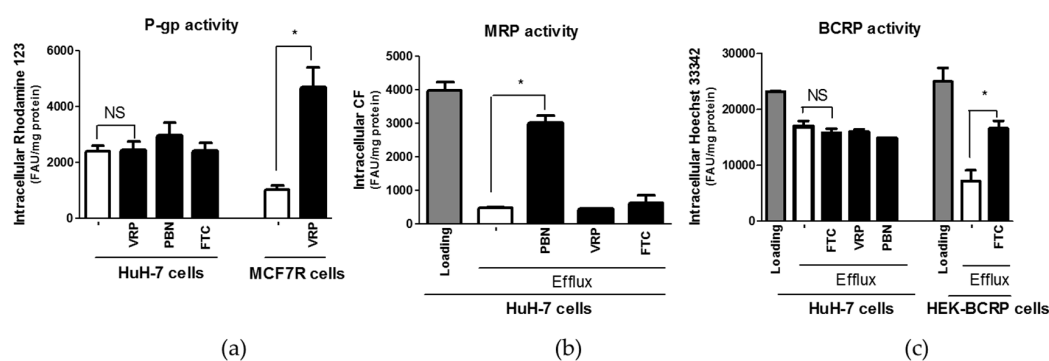 P-gp activity
Intracellular Rhodamine 123
(FAU/mg protein)
6000
4000
2000
0
NS
*
-
VRP
PBN
FTC
-
VRP
HuH-7 cells
MCF7R cells
(a)
MRP activity
Intracellular CF
(FAU/mg protein)
5000
4000
3000
2000
1000
0
*
Loading
-
PBN
VRP
FTC
Efflux
HuH-7 cells
(b)
BCRP activity
Intracellular Hoechst 33342
(FAU/mg protein)
30000
20000
10000
0
NS
*
Loading
-
FTC
VRP
PBN
Loading
-
FTC
Efflux
Efflux
HuH-7 cells
HEK-BCRP cells
(c)